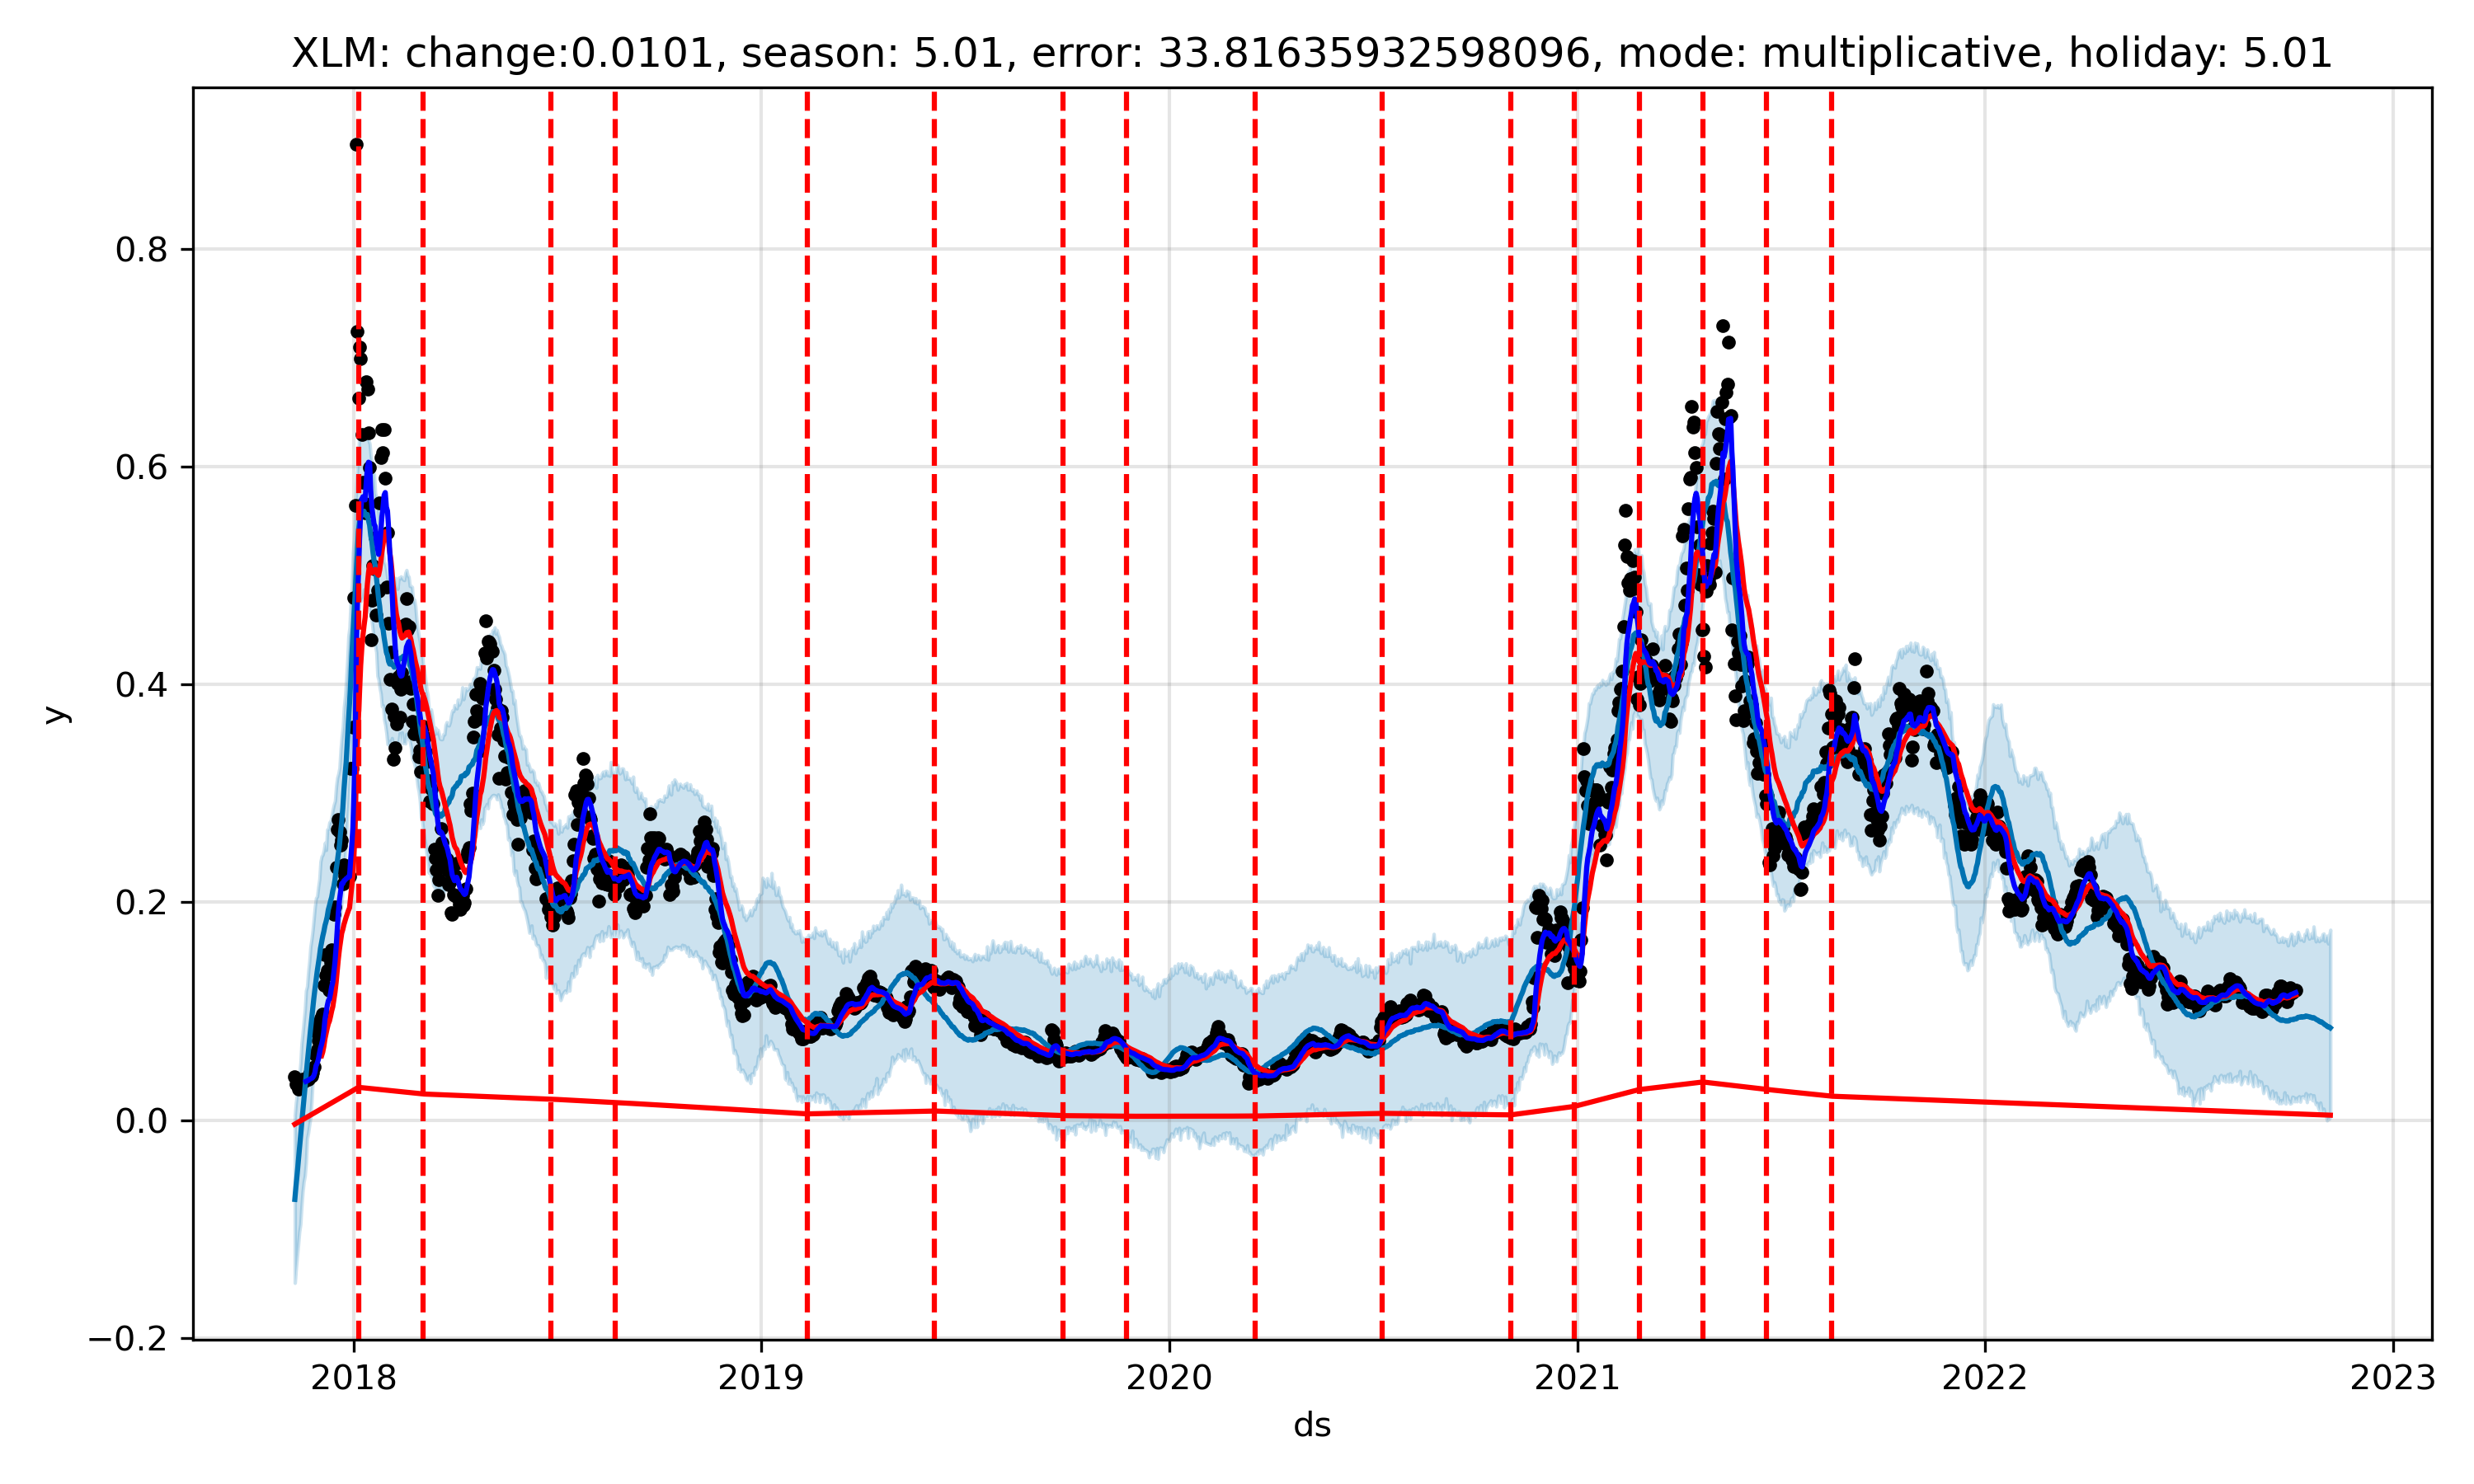 XLM: change:0.0101, season: 5.01, error: 33.81635932598096, mode: multiplicative, holiday: 5.01
y
0.8
0.6
0.4
0.2
0.0
−0.2
2018 2019 2020 2021 2022 2023
ds